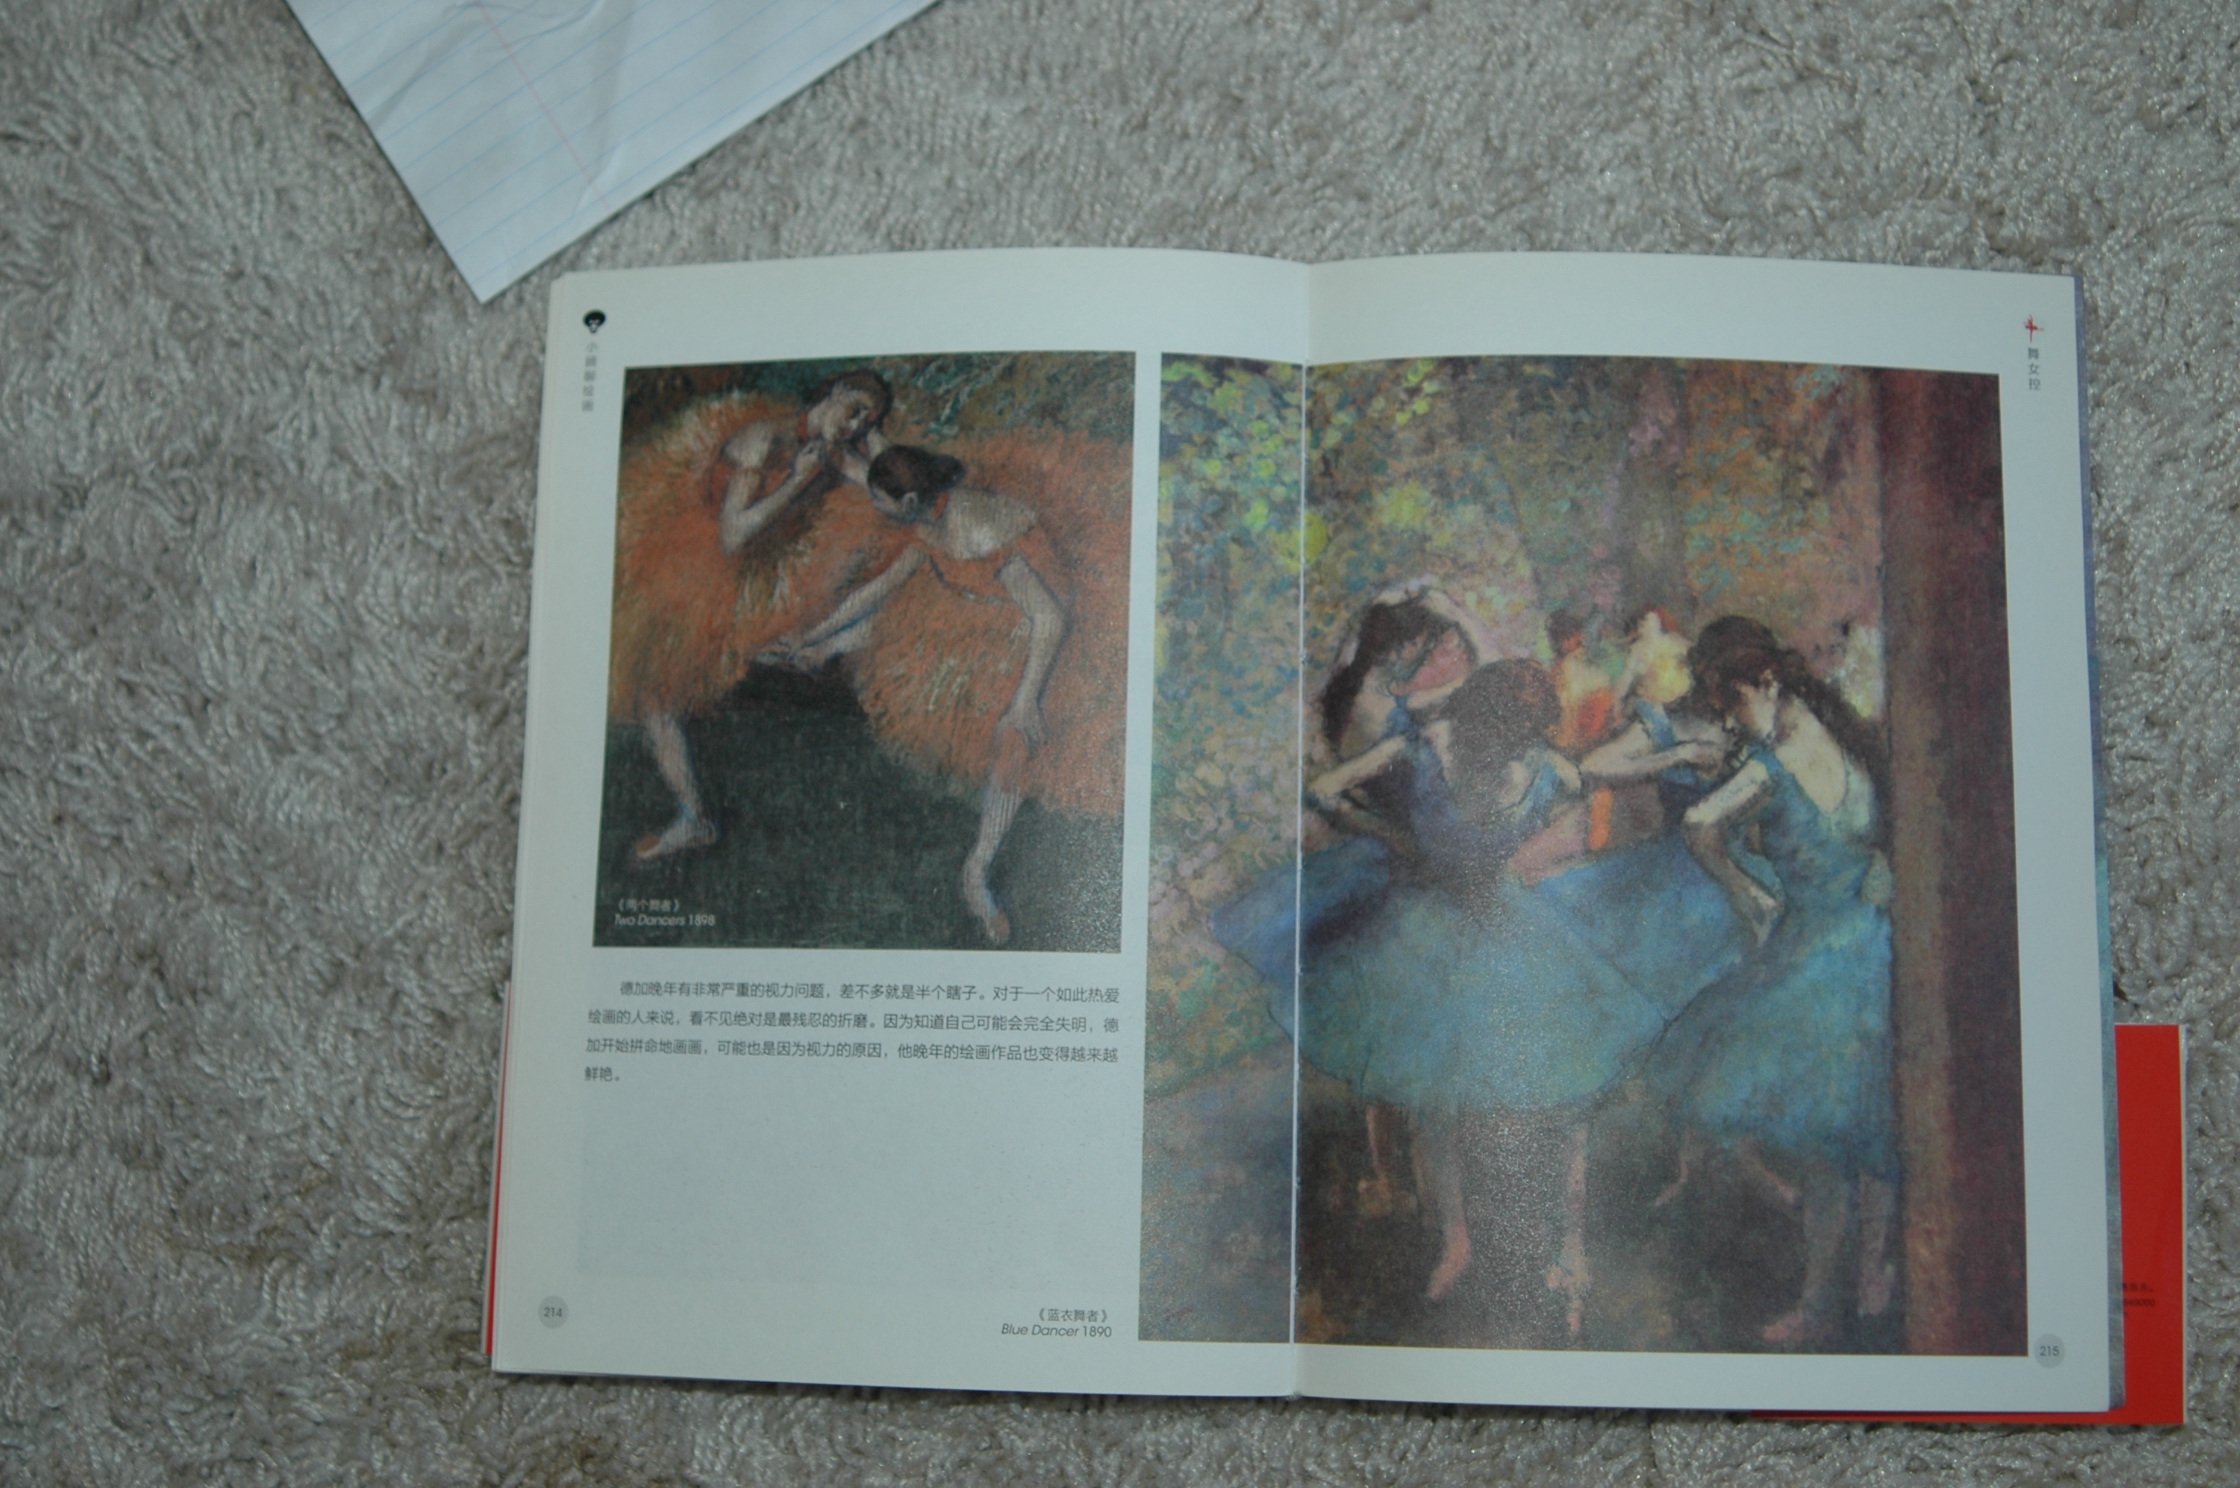 《两个舞者》
Two Dancers 1898
德加晚年有非常严重的视力问题，差不多就是半个瞎子。对于一个如此热爱
绘画的人来说，看不见绝对是最残忍的折磨。因为知道自己可能会完全失明，德
加开始拼命地画画，可能也是因为视力的原因，他晚年的绘画作品也变得越来越
鲜艳。
《蓝衣舞者》
Blue Dancer 1890
214
舞女控
215